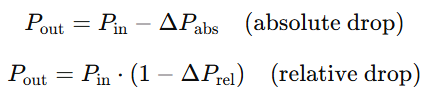 P_out = P_in − ΔP_abs (absolute drop)
P_out = P_in · (1 − ΔP_rel) (relative drop)